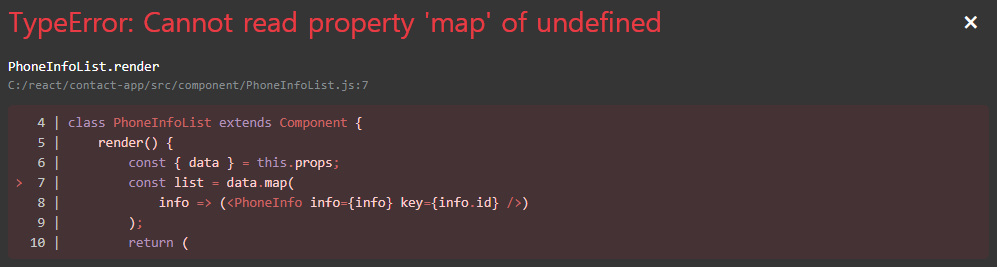 TypeError: Cannot read property 'map' of undefined
×
PhoneInfoList.render
C:/react/contact-app/src/component/PhoneInfoList.js:7
4 | class PhoneInfoList extends Component {
5 |     render() {
6 |         const { data } = this.props;
> 7 |         const list = data.map(
8 |             info => (<PhoneInfo info={info} key={info.id} />)
9 |         );
10 |         return (